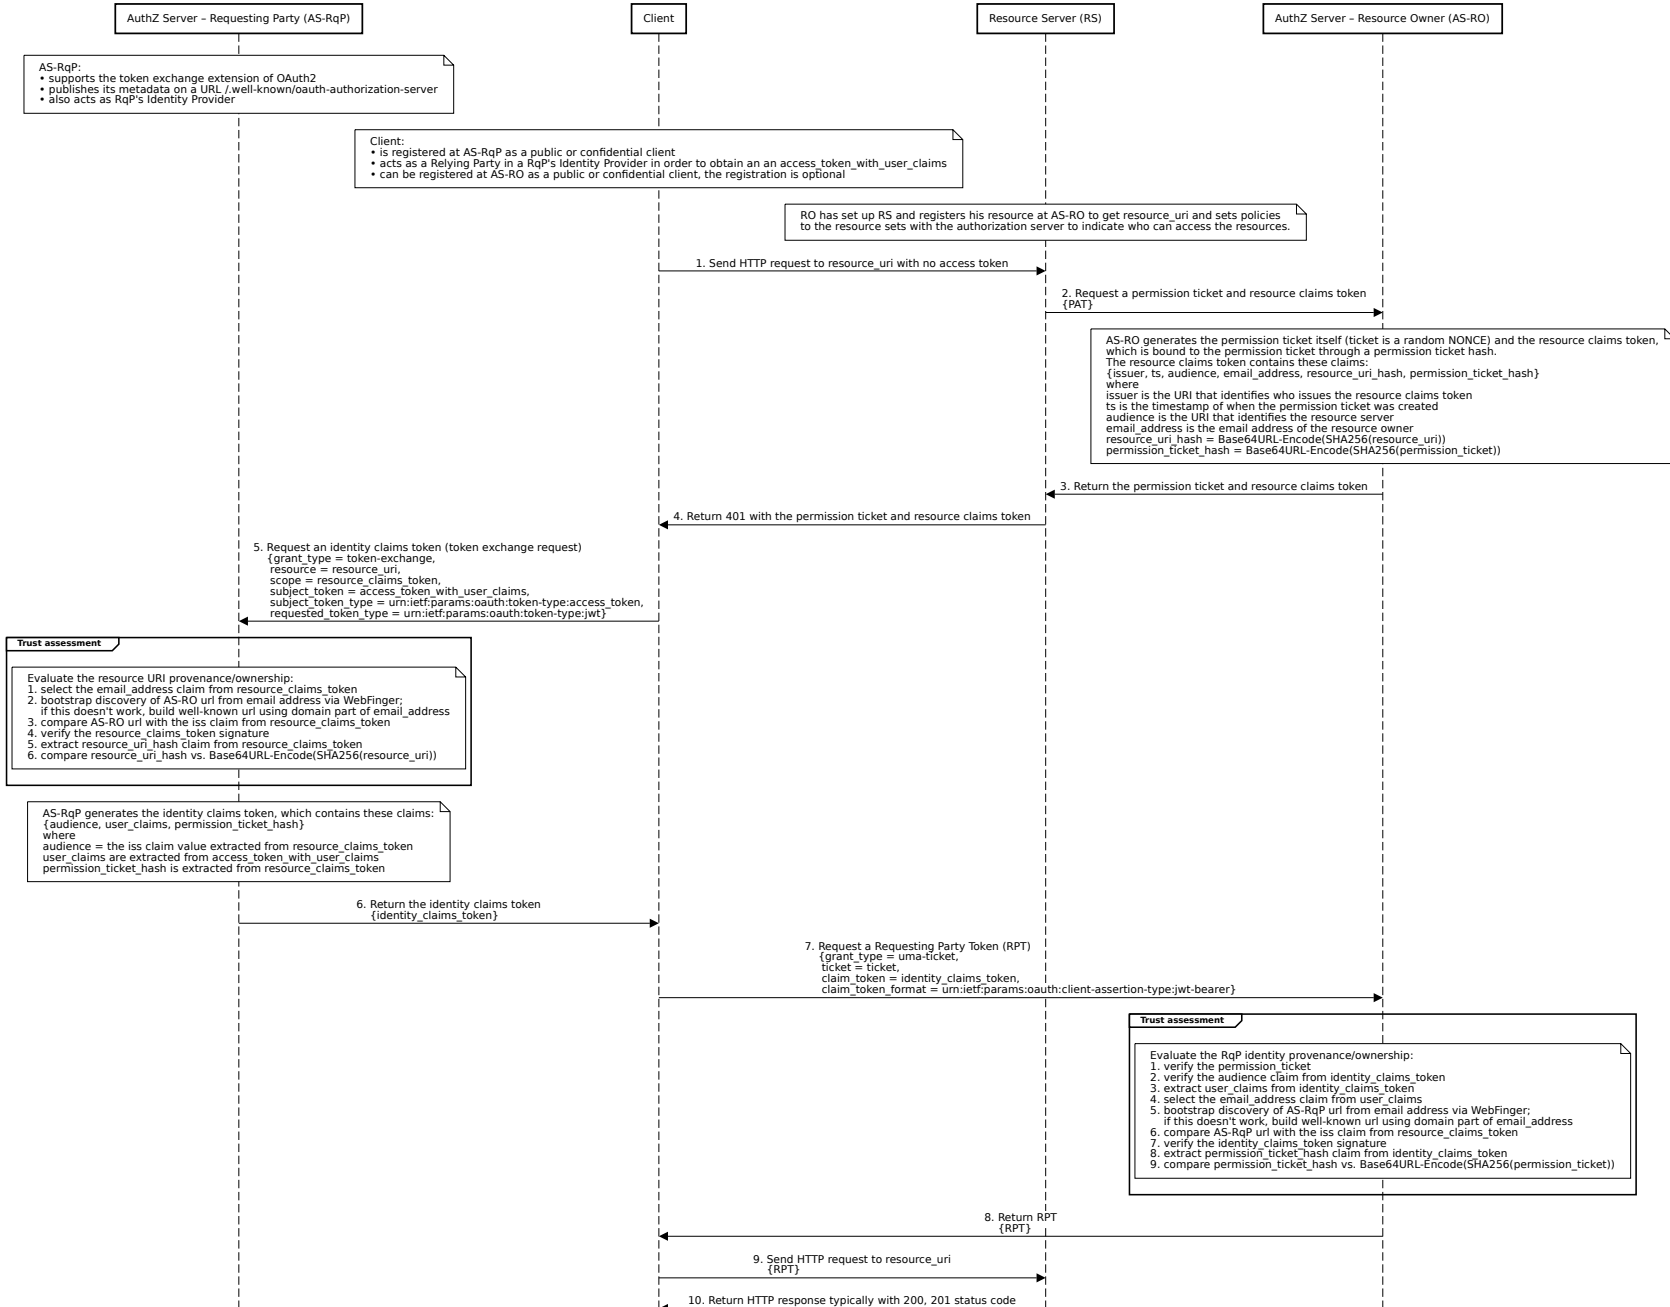 AuthZ Server – Requesting Party (AS-RqP)
Client
Resource Server (RS)
AuthZ Server – Resource Owner (AS-RO)
AS-RqP:
• supports the token exchange extension of OAuth2
• publishes its metadata on a URL /.well-known/oauth-authorization-server
• also acts as RqP's Identity Provider
Client:
• is registered at AS-RqP as a public or confidential client
• acts as a Relying Party in a RqP's Identity Provider in order to obtain an an access_token_with_user_claims
• can be registered at AS-RO as a public or confidential client, the registration is optional
RO has set up RS and registers his resource at AS-RO to get resource_uri and sets policies
to the resource sets with the authorization server to indicate who can access the resources.
1. Send HTTP request to resource_uri with no access token
2. Request a permission ticket and resource claims token
{PAT}
AS-RO generates the permission ticket itself (ticket is a random NONCE) and the resource claims token,
which is bound to the permission ticket through a permission ticket hash.
The resource claims token contains these claims:
{issuer, ts, audience, email_address, resource_uri_hash, permission_ticket_hash}
where
issuer is the URI that identifies who issues the resource claims token
ts is the timestamp of when the permission ticket was created
audience is the URI that identifies the resource server
email_address is the email address of the resource owner
resource_uri_hash = Base64URL-Encode(SHA256(resource_uri))
permission_ticket_hash = Base64URL-Encode(SHA256(permission_ticket))
3. Return the permission ticket and resource claims token
4. Return 401 with the permission ticket and resource claims token
5. Request an identity claims token (token exchange request)
{grant_type = token-exchange,
resource = resource_uri,
scope = resource_claims_token,
subject_token = access_token_with_user_claims,
subject_token_type = urn:ietf:params:oauth:token-type:access_token,
requested_token_type = urn:ietf:params:oauth:token-type:jwt}
Trust assessment
Evaluate the resource URI provenance/ownership:
1. select the email_address claim from resource_claims_token
2. bootstrap discovery of AS-RO url from email address via WebFinger;
if this doesn't work, build well-known url using domain part of email_address
3. compare AS-RO url with the iss claim from resource_claims_token
4. verify the resource_claims_token signature
5. extract resource_uri_hash claim from resource_claims_token
6. compare resource_uri_hash vs. Base64URL-Encode(SHA256(resource_uri))
AS-RqP generates the identity claims token, which contains these claims:
{audience, user_claims, permission_ticket_hash}
where
audience = the iss claim value extracted from resource_claims_token
user_claims are extracted from access_token_with_user_claims
permission_ticket_hash is extracted from resource_claims_token
6. Return the identity claims token
{identity_claims_token}
7. Request a Requesting Party Token (RPT)
{grant_type = uma-ticket,
ticket = ticket,
claim_token = identity_claims_token,
claim_token_format = urn:ietf:params:oauth:client-assertion-type:jwt-bearer}
Trust assessment
Evaluate the RqP identity provenance/ownership:
1. verify the permission_ticket
2. verify the audience claim from identity_claims_token
3. extract user_claims from identity_claims_token
4. select the email_address claim from user_claims
5. bootstrap discovery of AS-RqP url from email address via WebFinger;
if this doesn't work, build well-known url using domain part of email_address
6. compare AS-RqP url with the iss claim from resource_claims_token
7. verify the identity_claims_token signature
8. extract permission_ticket_hash claim from identity_claims_token
9. compare permission_ticket_hash vs. Base64URL-Encode(SHA256(permission_ticket))
8. Return RPT
{RPT}
9. Send HTTP request to resource_uri
{RPT}
10. Return HTTP response typically with 200, 201 status code